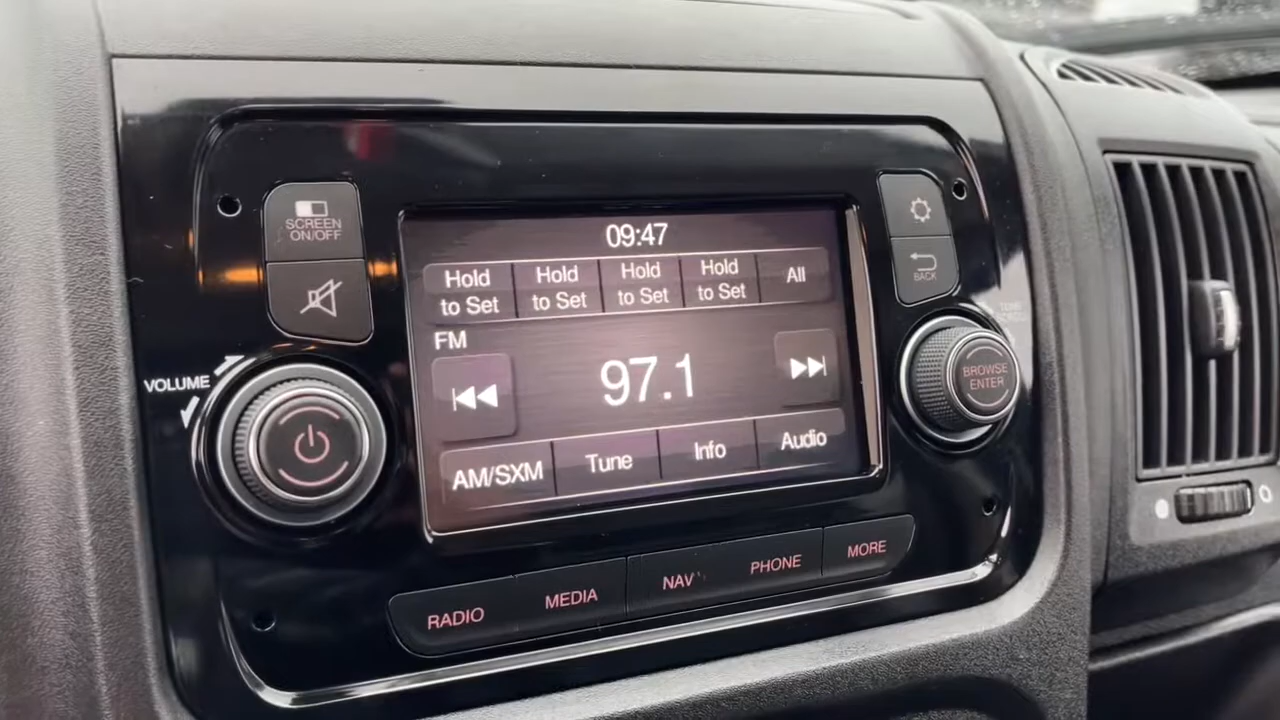 SCREEN
ON/OFF
VOLUME
09:47
Hold to Set
Hold to Set
Hold to Set
Hold to Set
All
FM
97.1
AM/SXM
Tune
Info
Audio
BACK
BROWSE
ENTER
RADIO
MEDIA
NAV
PHONE
MORE